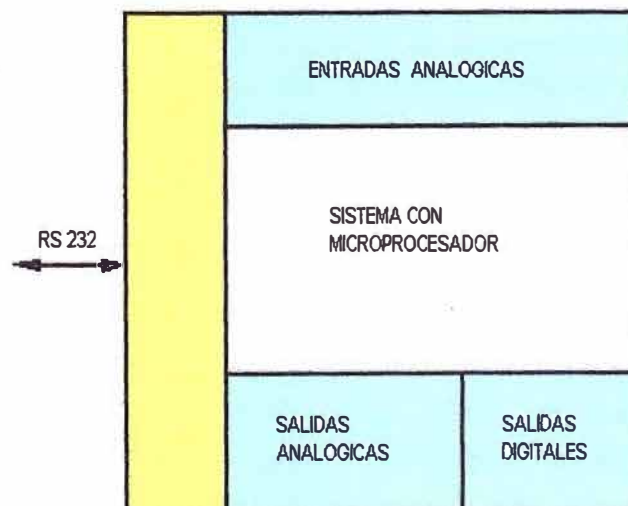 ENTRADAS ANALOGICAS
RS 232
SISTEMA CON
MICROPROCESADOR
SALIDAS
ANALOGICAS
SALIDAS
DIGITALES